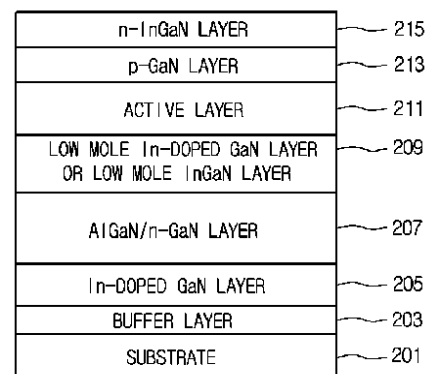 n-InGaN LAYER 215
p-GaN LAYER 213
ACTIVE LAYER 211
LOW MOLE In-DOPED GaN LAYER 209
OR LOW MOLE InGaN LAYER
AlGaN/n-GaN LAYER 207
In-DOPED GaN LAYER 205
BUFFER LAYER 203
SUBSTRATE 201